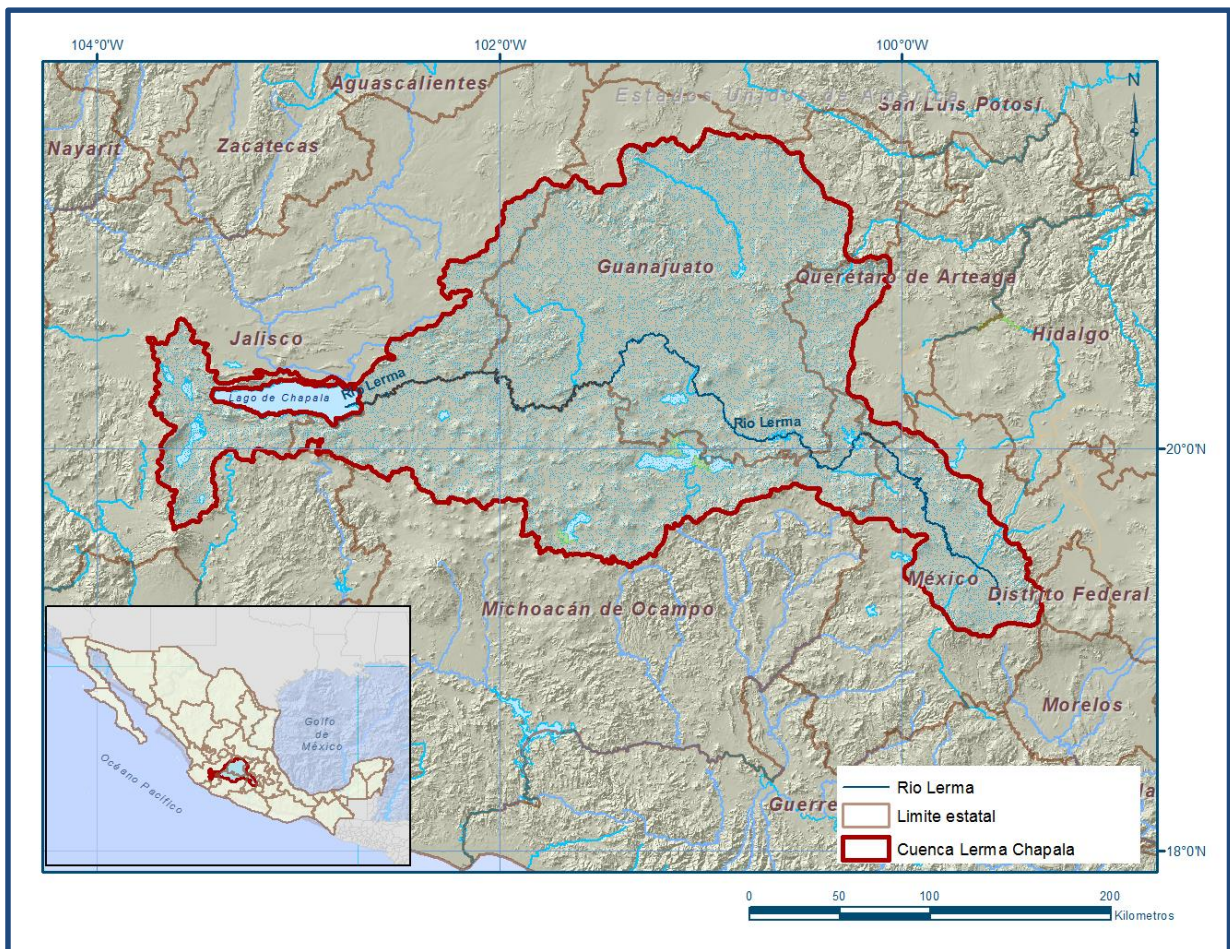 104°0'W
102°0'W
100°0'W
N
Aguascalientes
Estados Unidos de América
San Luis Potosí
Nayarit
Zacatecas
Guanajuato
Querétaro de Arteaga
Hidalgo
Jalisco
Río Lerma
Lago de Chapala
Río Lerma
20°0'N
México
Distrito Federal
Michoacán de Ocampo
Morelos
Golfo
de
México
Océano Pacífico
Guerre
la
Rio Lerma
Limite estatal
Cuenca Lerma Chapala
18°0'N
0 50 100 200
Kilometros